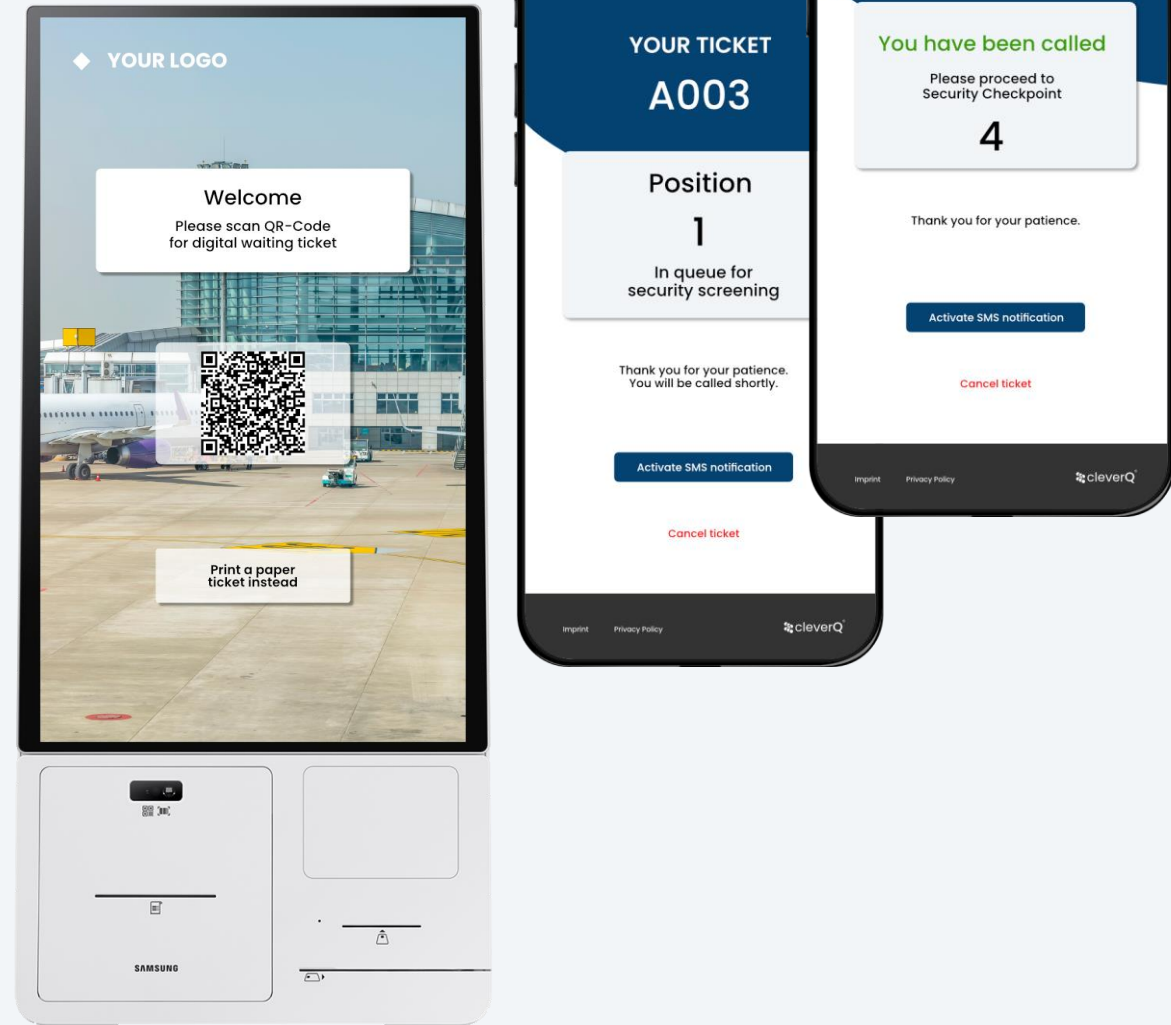 YOUR LOGO
Welcome
Please scan QR-Code
for digital waiting ticket
Print a paper
ticket instead
SAMSUNG
YOUR TICKET
A003
Position
1
In queue for
security screening
Thank you for your patience.
You will be called shortly.
Activate SMS notification
Cancel ticket
Imprint Privacy Policy cleverQ
You have been called
Please proceed to
Security Checkpoint
4
Thank you for your patience.
Activate SMS notification
Cancel ticket
Imprint Privacy Policy cleverQ